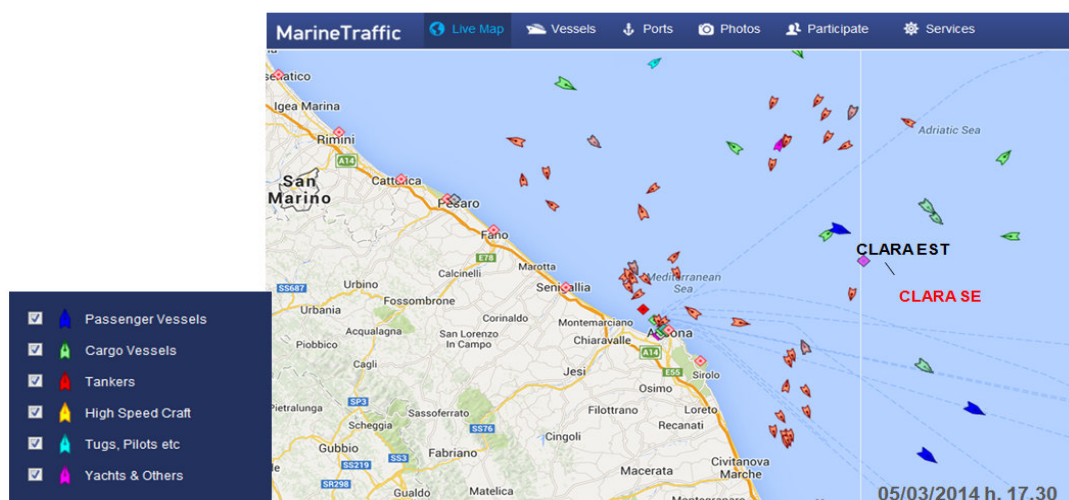 MarineTraffic Live Map Vessels Ports Photos Participate Services
senatico
Igea Marina
Rimini
A14
Adriatic Sea
San
Marino
Cattolica
Pesaro
Fano
E78
Marotta
Calcinelli
Mediterranean
Sea
CLARA EST
CLARA SE
SS687
Urbino
Fossombrone
Senigallia
Urbania
Corinaldo
Montemarciano
Ancona
Piobbico
Acqualagna
San Lorenzo
In Campo
Chiaravalle
A14
Cagli
Jesi
E55
Sirolo
Osimo
Pietralunga
SP3
Sassoferrato
Filottrano
Loreto
Scheggia
SS76
Recanati
Gubbio
Cingoli
SS219
SS3
Fabriano
Civitanova
Marche
SR298
Macerata
Gualdo
Matelica
Montegranaro
05/03/2014 h. 17.30
Passenger Vessels
Cargo Vessels
Tankers
High Speed Craft
Tugs, Pilots etc
Yachts & Others